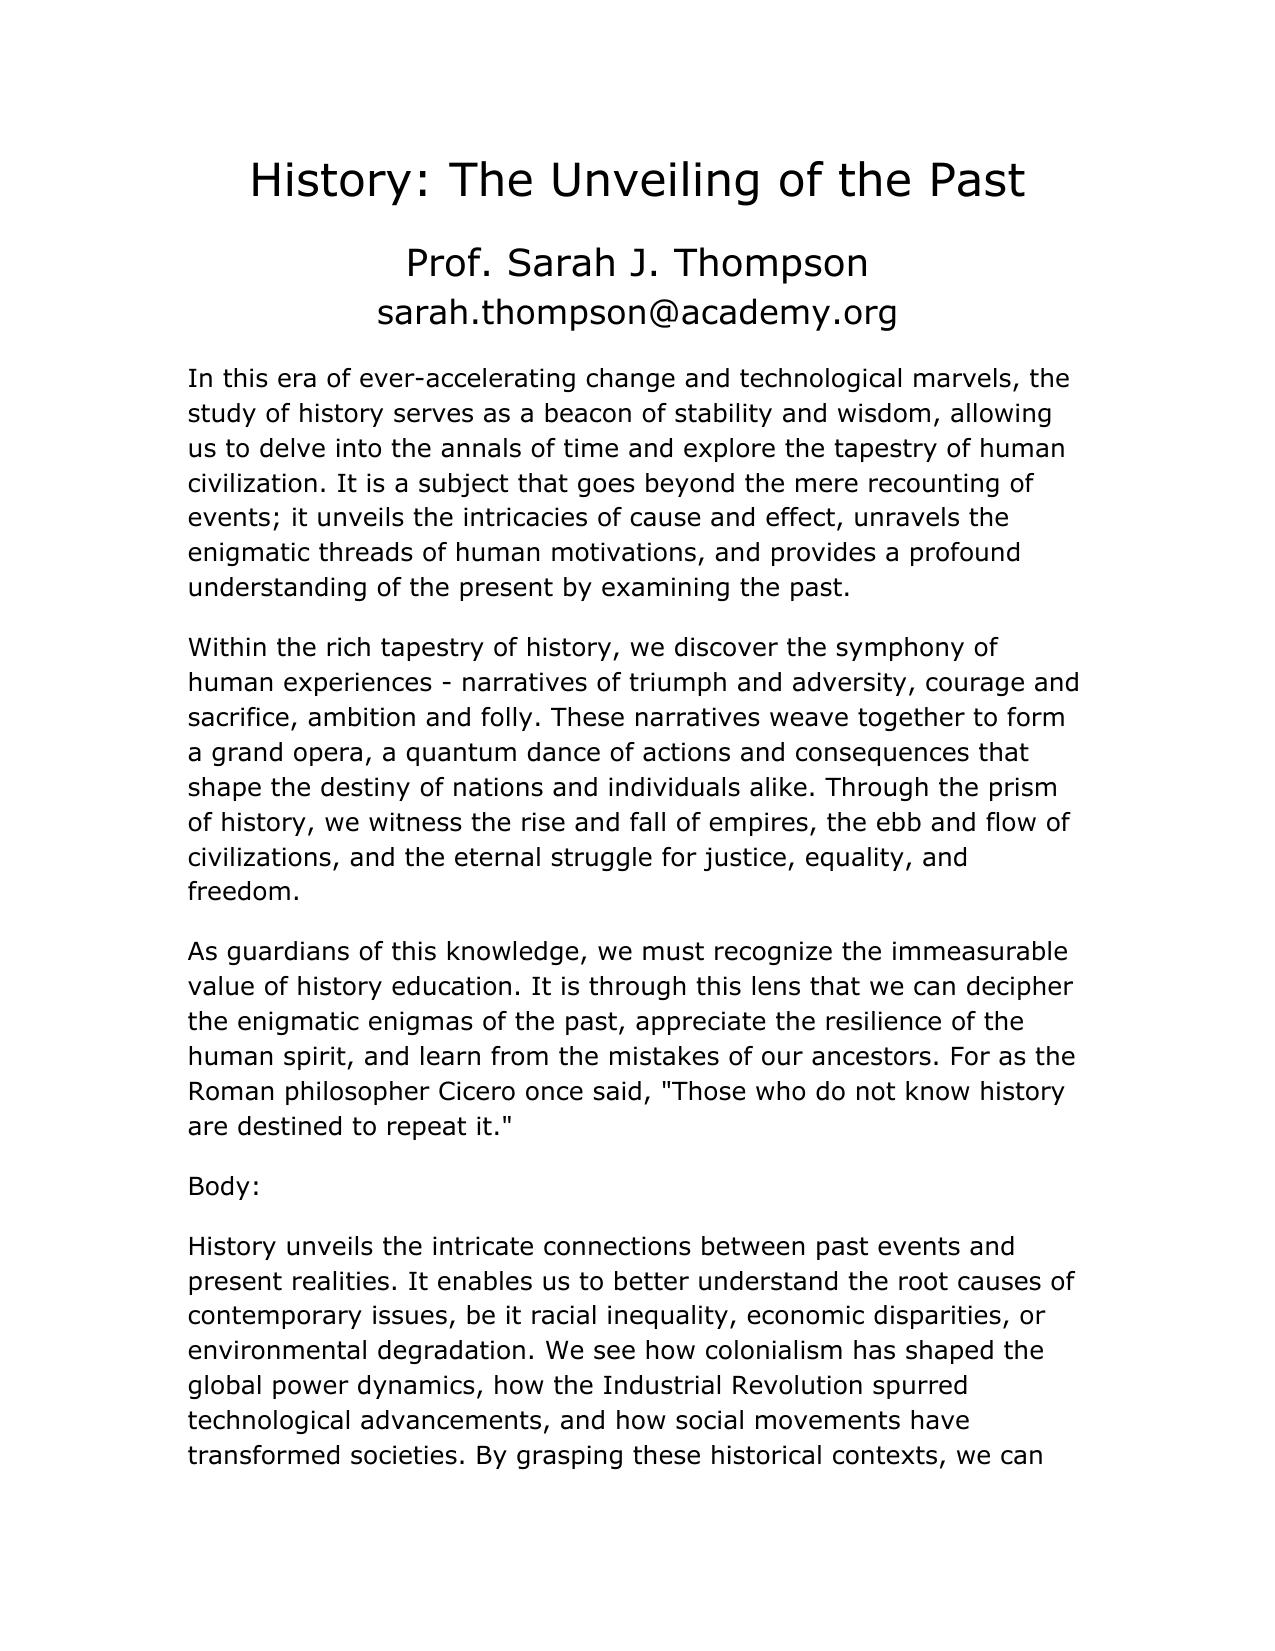 History: The Unveiling of the Past
Prof. Sarah J. Thompson
sarah.thompson@academy.org
In this era of ever-accelerating change and technological marvels, the
study of history serves as a beacon of stability and wisdom, allowing
us to delve into the annals of time and explore the tapestry of human
civilization. It is a subject that goes beyond the mere recounting of
events; it unveils the intricacies of cause and effect, unravels the
enigmatic threads of human motivations, and provides a profound
understanding of the present by examining the past.
Within the rich tapestry of history, we discover the symphony of
human experiences - narratives of triumph and adversity, courage and
sacrifice, ambition and folly. These narratives weave together to form
a grand opera, a quantum dance of actions and consequences that
shape the destiny of nations and individuals alike. Through the prism
of history, we witness the rise and fall of empires, the ebb and flow of
civilizations, and the eternal struggle for justice, equality, and
freedom.
As guardians of this knowledge, we must recognize the immeasurable
value of history education. It is through this lens that we can decipher
the enigmatic enigmas of the past, appreciate the resilience of the
human spirit, and learn from the mistakes of our ancestors. For as the
Roman philosopher Cicero once said, "Those who do not know history
are destined to repeat it."
Body:
History unveils the intricate connections between past events and
present realities. It enables us to better understand the root causes of
contemporary issues, be it racial inequality, economic disparities, or
environmental degradation. We see how colonialism has shaped the
global power dynamics, how the Industrial Revolution spurred
technological advancements, and how social movements have
transformed societies. By grasping these historical contexts, we can